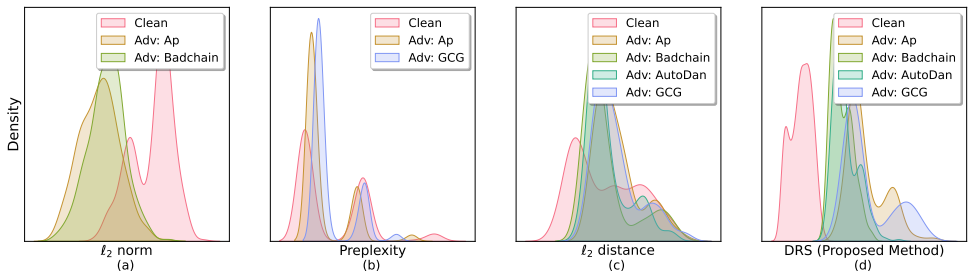 Density
Clean
Adv: Ap
Adv: Badchain
ℓ₂ norm
(a)
Clean
Adv: Ap
Adv: GCG
Preplexity
(b)
Clean
Adv: Ap
Adv: Badchain
Adv: AutoDan
Adv: GCG
ℓ₂ distance
(c)
Clean
Adv: Ap
Adv: Badchain
Adv: AutoDan
Adv: GCG
DRS (Proposed Method)
(d)